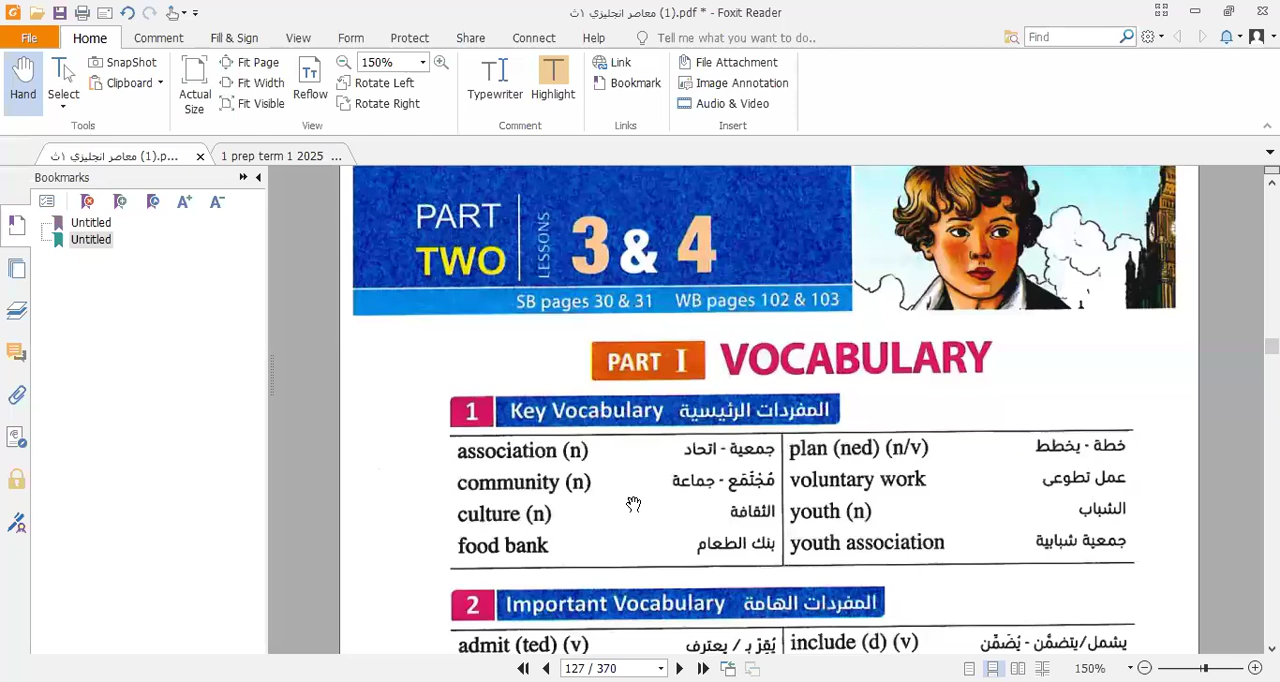 معاصر انجليزي ١ث (1).pdf * - Foxit Reader
File Home Comment Fill & Sign View Form Protect Share Connect Help Tell me what you want to do.. Find
Hand Select SnapShot Clipboard Actual Size Fit Page Fit Width Fit Visible Reflow 150% Rotate Left Rotate Right Typewriter Highlight Link Bookmark File Attachment Image Annotation Audio & Video
Tools View Comment Links Insert
معاصر انجليزي ١ث (1).p... 1 prep term 1 2025 ...
Bookmarks
Untitled
Untitled
PART TWO
LESSONS 3 & 4
SB pages 30 & 31 WB pages 102 & 103
PART I VOCABULARY
1 Key Vocabulary المفردات الرئيسية
association (n) جمعية - اتحاد plan (ned) (n/v) خطة - يخطط
community (n) مُجْتَمَع - جماعة voluntary work عمل تطوعى
culture (n) الثقافة youth (n) الشباب
food bank بنك الطعام youth association جمعية شبابية
2 Important Vocabulary المفردات الهامة
admit (ted) (v) يُقِرّ بـ / يعترف include (d) (v) يشمل/يتضمَّن - يُضَمِّن
127 / 370 150%